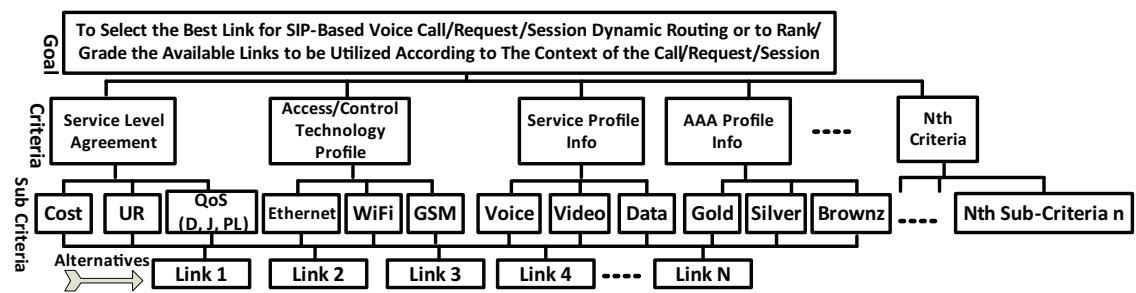 Goal
To Select the Best Link for SIP-Based Voice Call/Request/Session Dynamic Routing or to Rank/
Grade the Available Links to be Utilized According to The Context of the Call/Request/Session
Criteria
Service Level
Agreement
Access/Control
Technology
Profile
Service Profile
Info
AAA Profile
Info
Nth
Criteria
Sub Criteria
Cost
UR
QoS
(D, J, PL)
Ethernet
WiFi
GSM
Voice
Video
Data
Gold
Silver
Brownz
Nth Sub-Criteria n
Alternatives
Link 1
Link 2
Link 3
Link 4
Link N